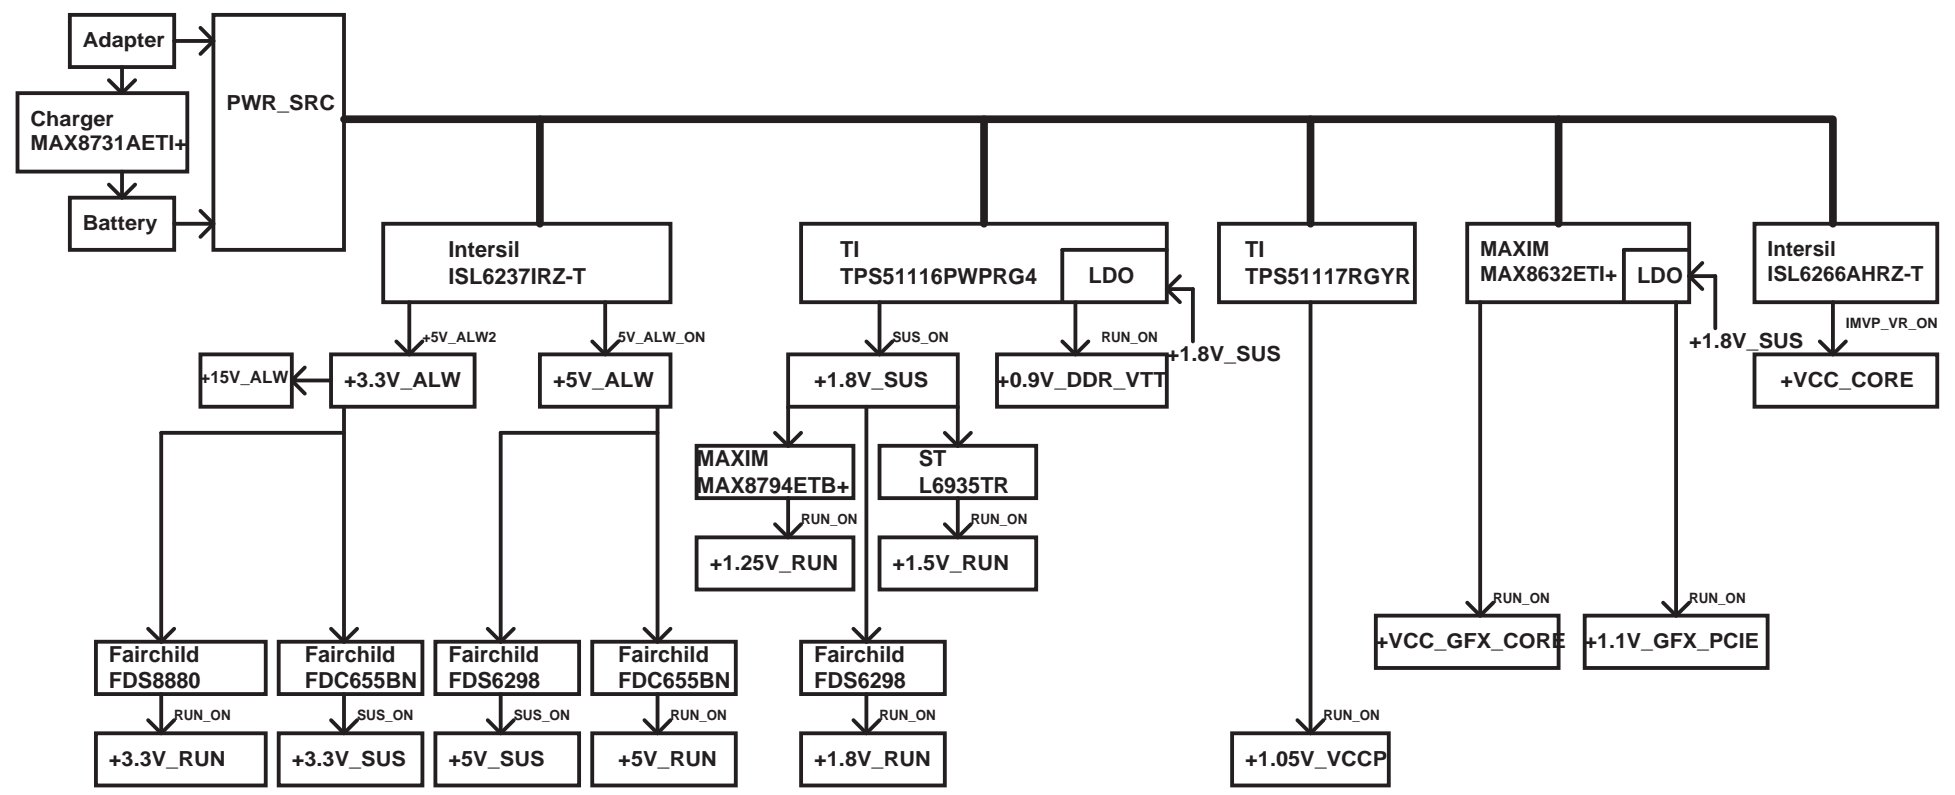 Adapter
PWR_SRC
Charger
MAX8731AETI+
Battery
Intersil
ISL6237IRZ-T
TI
TPS51116PWPRG4
LDO
TI
TPS51117RGYR
MAXIM
MAX8632ETI+
LDO
Intersil
ISL6266AHRZ-T
+5V_ALW2
5V_ALW_ON
SUS_ON
RUN_ON
+1.8V_SUS
+1.8V_SUS
IMVP_VR_ON
+15V_ALW
+3.3V_ALW
+5V_ALW
+1.8V_SUS
+0.9V_DDR_VTT
+VCC_CORE
MAXIM
MAX8794ETB+
ST
L6935TR
RUN_ON
RUN_ON
+1.25V_RUN
+1.5V_RUN
RUN_ON
RUN_ON
+VCC_GFX_CORE
+1.1V_GFX_PCIE
Fairchild
FDS8880
Fairchild
FDC655BN
Fairchild
FDS6298
Fairchild
FDC655BN
Fairchild
FDS6298
RUN_ON
SUS_ON
SUS_ON
RUN_ON
RUN_ON
RUN_ON
+3.3V_RUN
+3.3V_SUS
+5V_SUS
+5V_RUN
+1.8V_RUN
+1.05V_VCCP